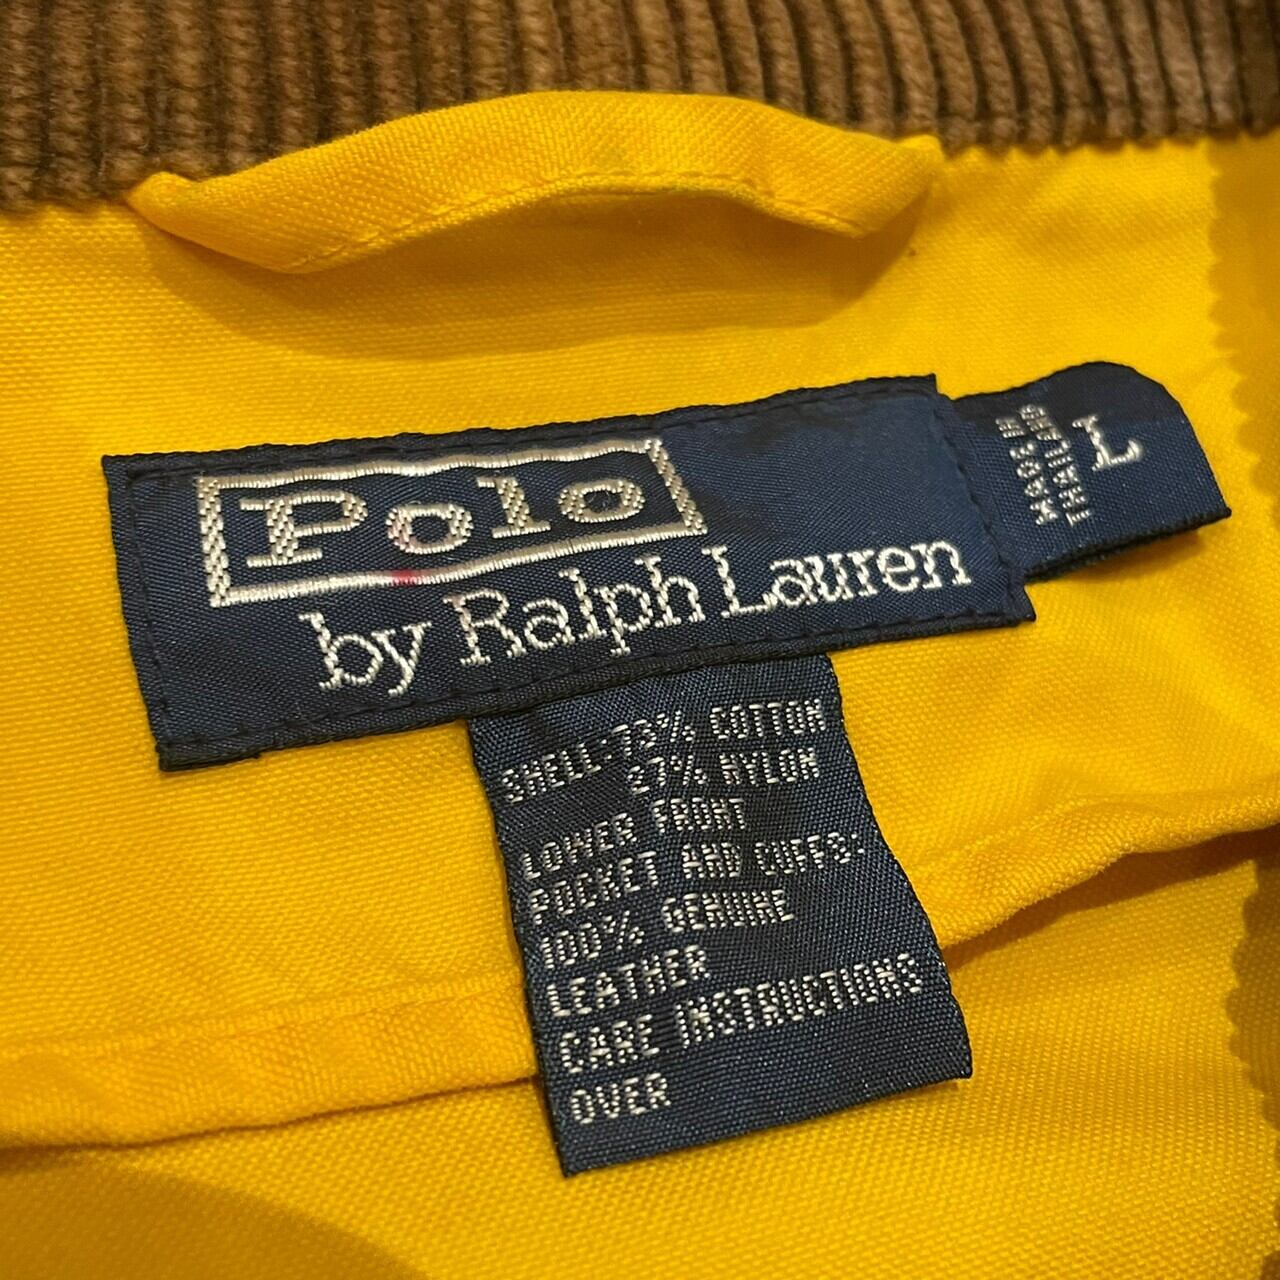 Polo
by Ralph Lauren
MADE IN
THAILAND
L
SHELL:73% COTTON
27% NYLON
LOWER FRONT
POCKET AND CUFFS:
100% GENUINE
LEATHER
CARE INSTRUCTIONS
OVER